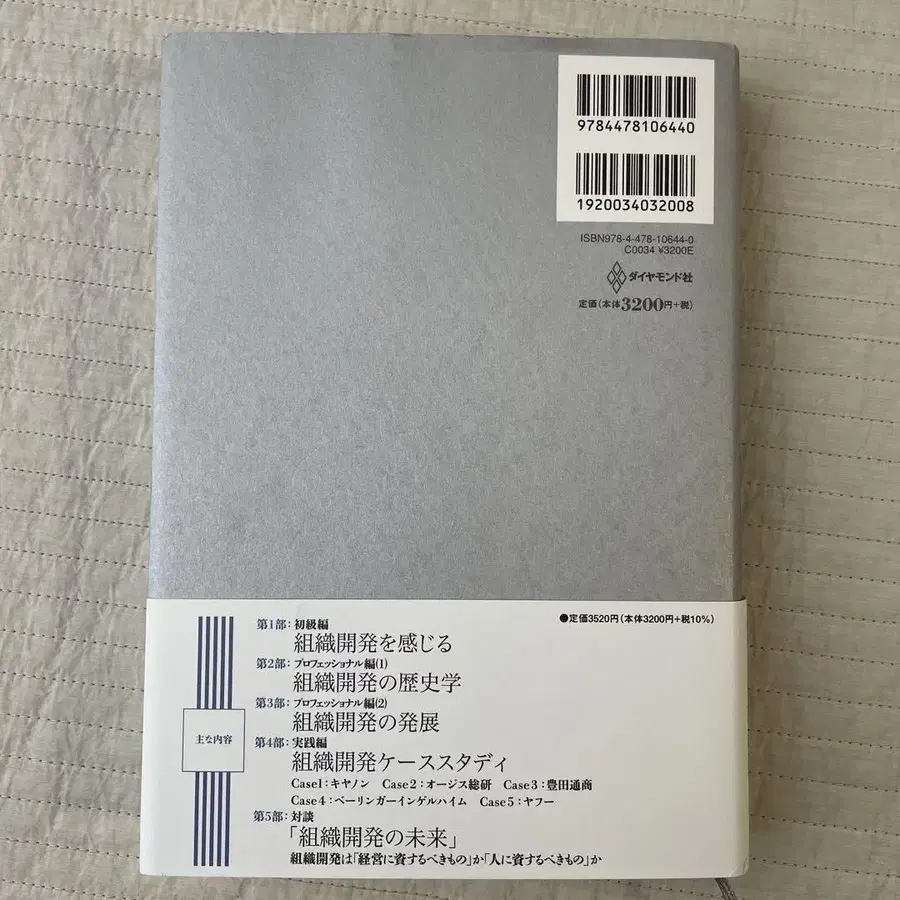 9784478106440
1920034032008
ISBN978-4-478-10644-0
C0034 ¥3200E
ダイヤモンド社
定価(本体3200円+税)
●定価3520円(本体3200円+税10%)
主な内容
第1部:初級編
組織開発を感じる
第2部:プロフェッショナル編(1)
組織開発の歴史学
第3部:プロフェッショナル編(2)
組織開発の発展
第4部:実践編
組織開発ケーススタディ
Case1:キヤノン Case2:オージス総研 Case3:豊田通商
Case4:ベーリンガーインゲルハイム Case5:ヤフー
第5部:対談
「組織開発の未来」
組織開発は「経営に資するべきもの」か「人に資するべきもの」か